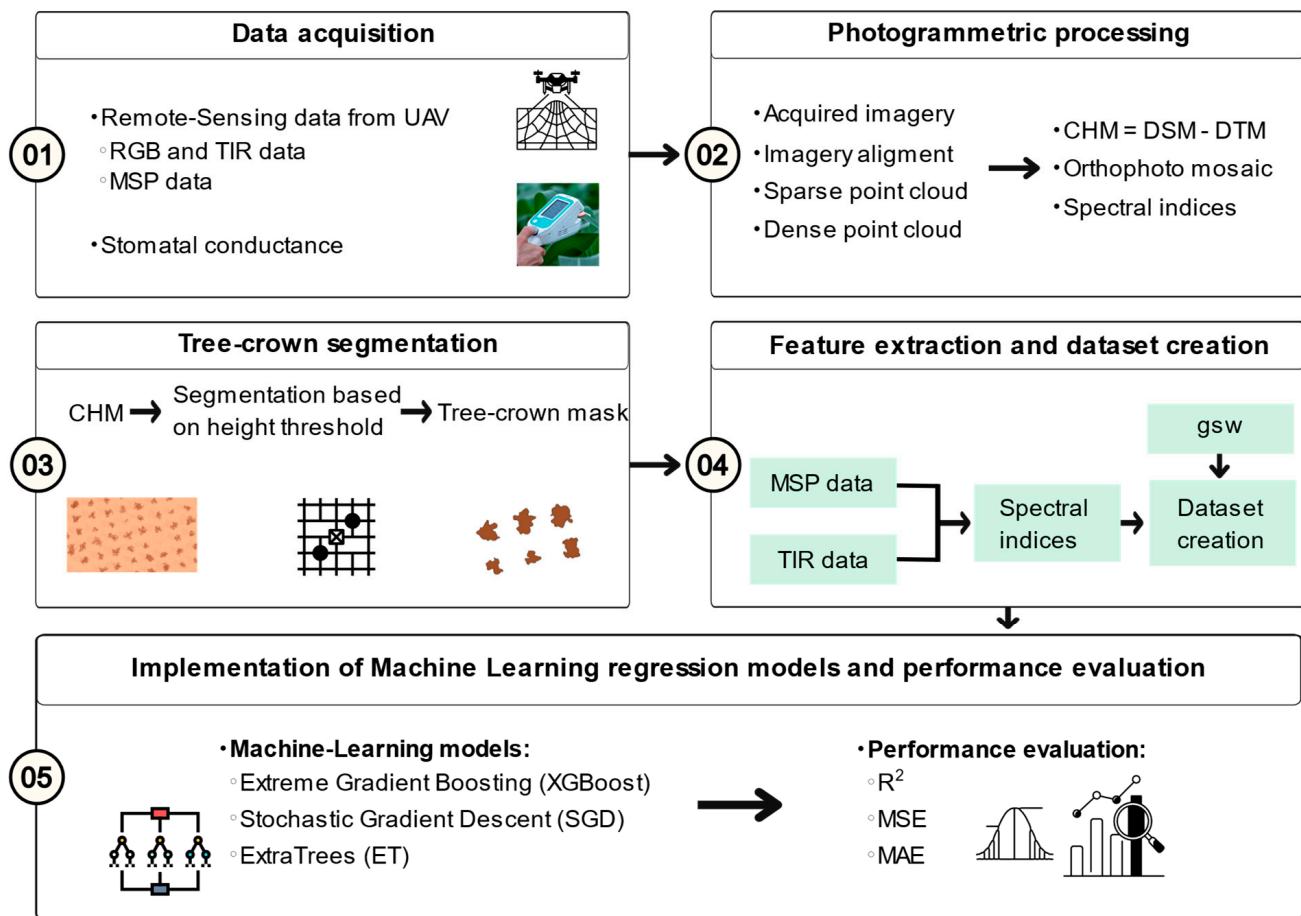 Data acquisition
01
•Remote-Sensing data from UAV
◦RGB and TIR data
◦MSP data
•Stomatal conductance
Photogrammetric processing
02
•Acquired imagery
•Imagery aligment
•Sparse point cloud
•Dense point cloud
•CHM = DSM - DTM
•Orthophoto mosaic
•Spectral indices
Tree-crown segmentation
03
CHM
Segmentation based
on height threshold
Tree-crown mask
Feature extraction and dataset creation
04
MSP data
TIR data
Spectral
indices
gsw
Dataset
creation
Implementation of Machine Learning regression models and performance evaluation
05
•Machine-Learning models:
◦Extreme Gradient Boosting (XGBoost)
◦Stochastic Gradient Descent (SGD)
◦ExtraTrees (ET)
•Performance evaluation:
◦R²
◦MSE
◦MAE